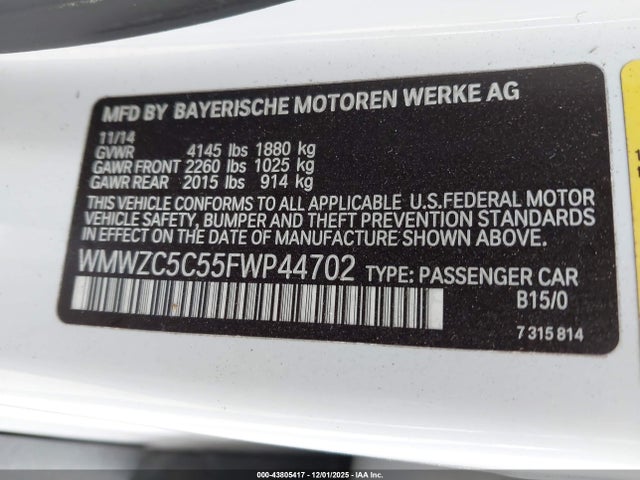 MFD BY BAYERISCHE MOTOREN WERKE AG
11/14
GVWR 4145 lbs 1880 kg
GAWR FRONT 2260 lbs 1025 kg
GAWR REAR 2015 lbs 914 kg
THIS VEHICLE CONFORMS TO ALL APPLICABLE U.S.FEDERAL MOTOR
VEHICLE SAFETY, BUMPER AND THEFT PREVENTION STANDARDS
IN EFFECT ON THE DATE OF MANUFACTURE SHOWN ABOVE.
WMWZC5C55FWP44702 TYPE: PASSENGER CAR
B15/0
7 315 814
000-43805417 • 12/01/2025 • IAA Inc.